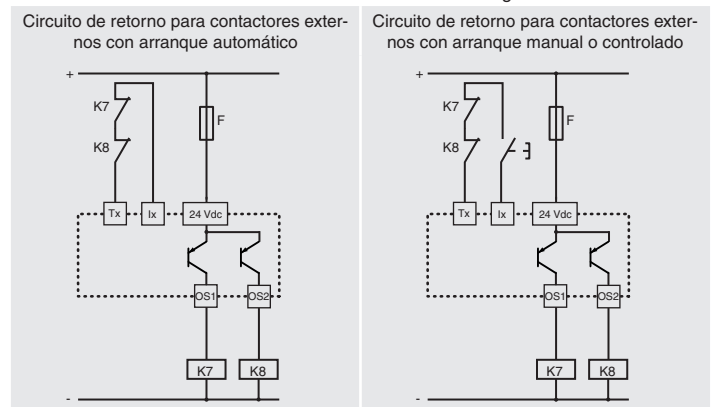 Circuito de retorno para contactores exter-
nos con arranque automático
+
K7
F
K8
Tx
Ix
24 Vdc
OS1
OS2
K7
K8
-
Circuito de retorno para contactores exter-
nos con arranque manual o controlado
+
K7
F
K8
Tx
Ix
24 Vdc
OS1
OS2
K7
K8
-